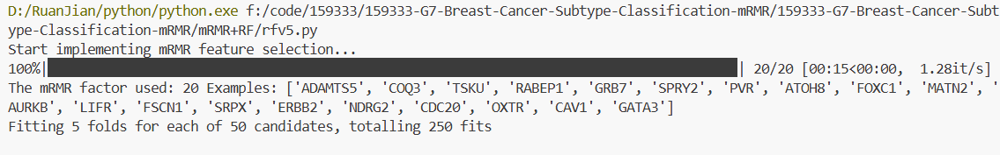 D:/RuanJian/python/python.exe f:/code/159333/159333-G7-Breast-Cancer-Subtype-Classification-mRMR/159333-G7-Breast-Cancer-Subt
ype-Classification-mRMR/mRMR+RF/rfv5.py
Start implementing mRMR feature selection...
100%|██████████| 20/20 [00:15<00:00,  1.28it/s]
The mRMR factor used: 20 Examples: ['ADAMTS5', 'COQ3', 'TSKU', 'RABEP1', 'GRB7', 'SPRY2', 'PVR', 'ATOH8', 'FOXC1', 'MATN2', '
AURKB', 'LIFR', 'FSCN1', 'SRPX', 'ERBB2', 'NDRG2', 'CDC20', 'OXTR', 'CAV1', 'GATA3']
Fitting 5 folds for each of 50 candidates, totalling 250 fits